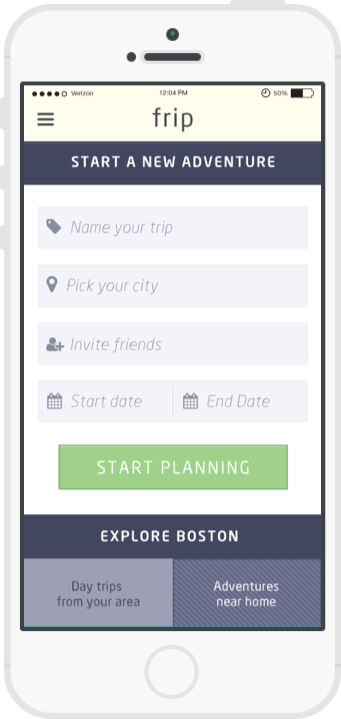 Verizon 12:04 PM 50%
frip
START A NEW ADVENTURE
Name your trip
Pick your city
Invite friends
Start date End Date
START PLANNING
EXPLORE BOSTON
Day trips
from your area
Adventures
near home